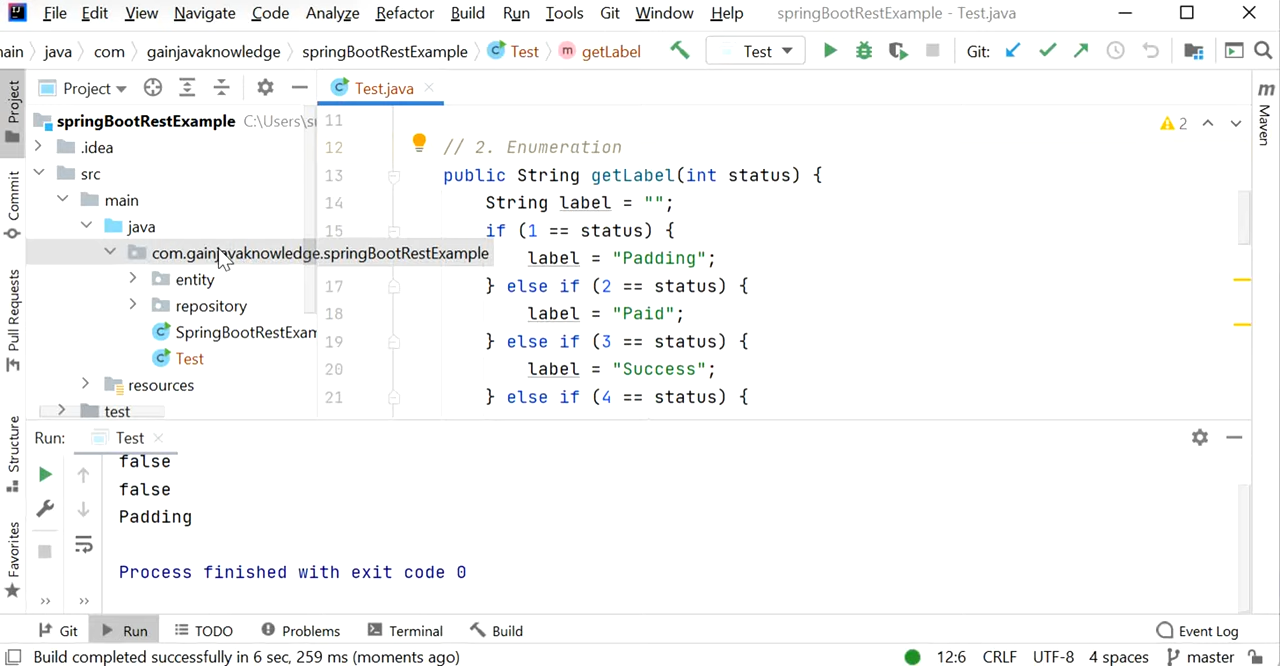 File Edit View Navigate Code Analyze Refactor Build Run Tools Git Window Help springBootRestExample - Test.java
ain java com gainjavaknowledge springBootRestExample Test getLabel Test Git:
Project
Commit
Pull Requests
Structure
Favorites
Project
springBootRestExample C:\Users\su
.idea
src
main
java
com.gainjavaknowledge.springBootRestExample
entity
repository
SpringBootRestExam
Test
resources
test
Test.java
2
11
12 // 2. Enumeration
13 public String getLabel(int status) {
14 String label = "";
15 if (1 == status) {
label = "Padding";
17 } else if (2 == status) {
18 label = "Paid";
19 } else if (3 == status) {
20 label = "Success";
21 } else if (4 == status) {
Maven
Run: Test
false
false
Padding
Process finished with exit code 0
Git Run TODO Problems Terminal Build Event Log
Build completed successfully in 6 sec, 259 ms (moments ago) 12:6 CRLF UTF-8 4 spaces master